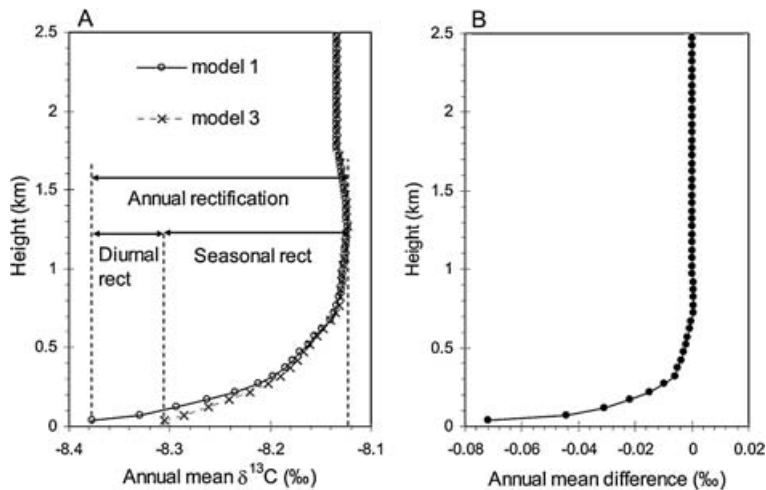 A
B
2.5
2
1.5
1
0.5
0
Height (km)
model 1
model 3
Annual rectification
Diurnal
rect
Seasonal rect
-8.4
-8.3
-8.2
-8.1
Annual mean δ¹³C (‰)
2.5
2
1.5
1
0.5
0
Height (km)
-0.08
-0.06
-0.04
-0.02
0
0.02
Annual mean difference (‰)